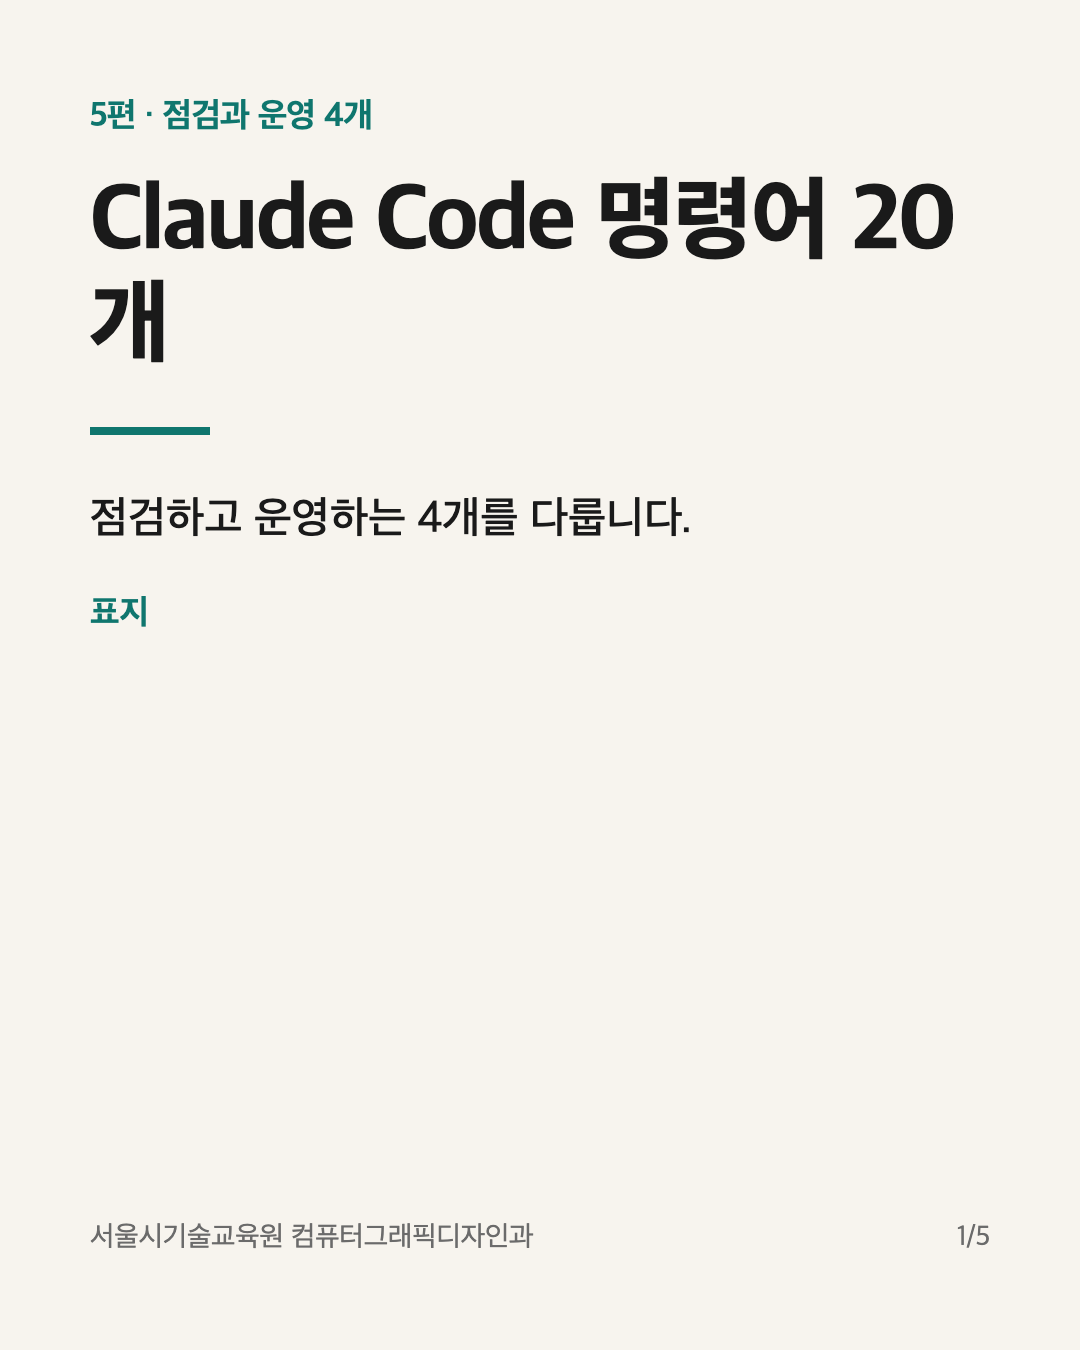 5편 · 점검과 운영 4개
Claude Code 명령어 20
개
점검하고 운영하는 4개를 다룹니다.
표지
서울시기술교육원 컴퓨터그래픽디자인과
1/5